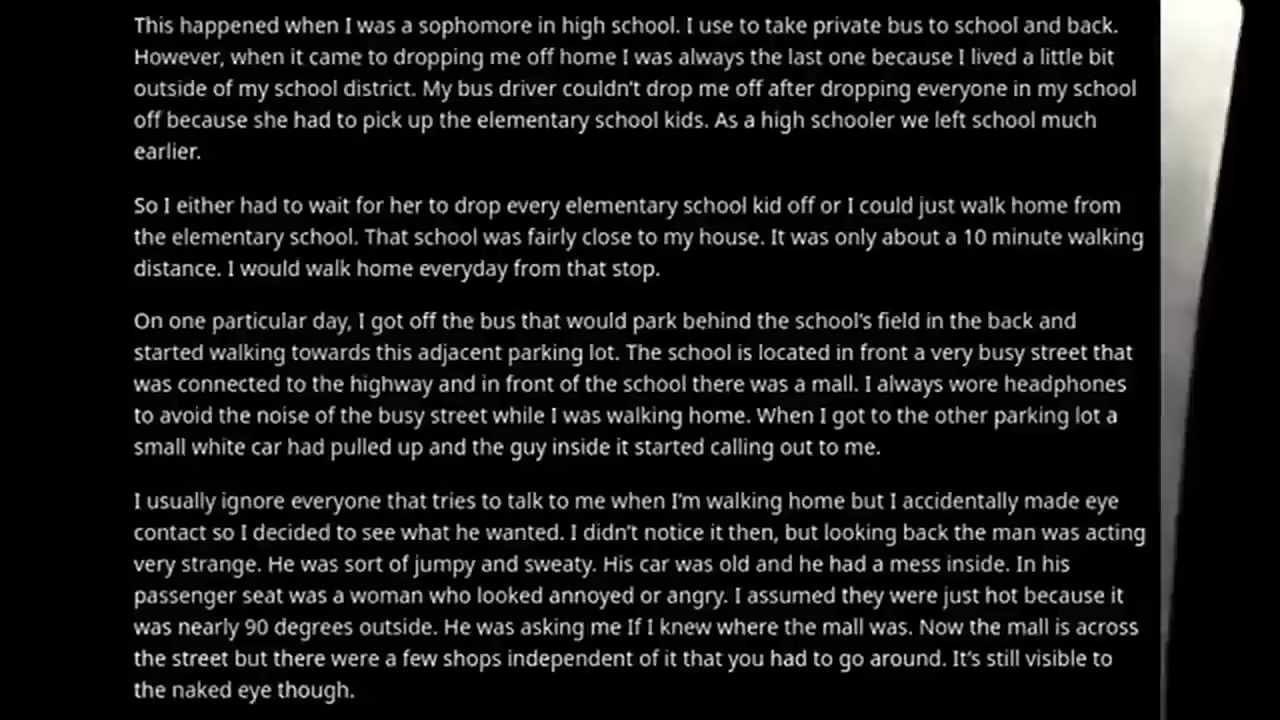 This happened when I was a sophomore in high school. I use to take private bus to school and back.
However, when it came to dropping me off home I was always the last one because I lived a little bit
outside of my school district. My bus driver couldn't drop me off after dropping everyone in my school
off because she had to pick up the elementary school kids. As a high schooler we left school much
earlier.
So I either had to wait for her to drop every elementary school kid off or I could just walk home from
the elementary school. That school was fairly close to my house. It was only about a 10 minute walking
distance. I would walk home everyday from that stop.
On one particular day, I got off the bus that would park behind the school's field in the back and
started walking towards this adjacent parking lot. The school is located in front a very busy street that
was connected to the highway and in front of the school there was a mall. I always wore headphones
to avoid the noise of the busy street while I was walking home. When I got to the other parking lot a
small white car had pulled up and the guy inside it started calling out to me.
I usually ignore everyone that tries to talk to me when I'm walking home but I accidentally made eye
contact so I decided to see what he wanted. I didn't notice it then, but looking back the man was acting
very strange. He was sort of jumpy and sweaty. His car was old and he had a mess inside. In his
passenger seat was a woman who looked annoyed or angry. I assumed they were just hot because it
was nearly 90 degrees outside. He was asking me If I knew where the mall was. Now the mall is across
the street but there were a few shops independent of it that you had to go around. It's still visible to
the naked eye though.